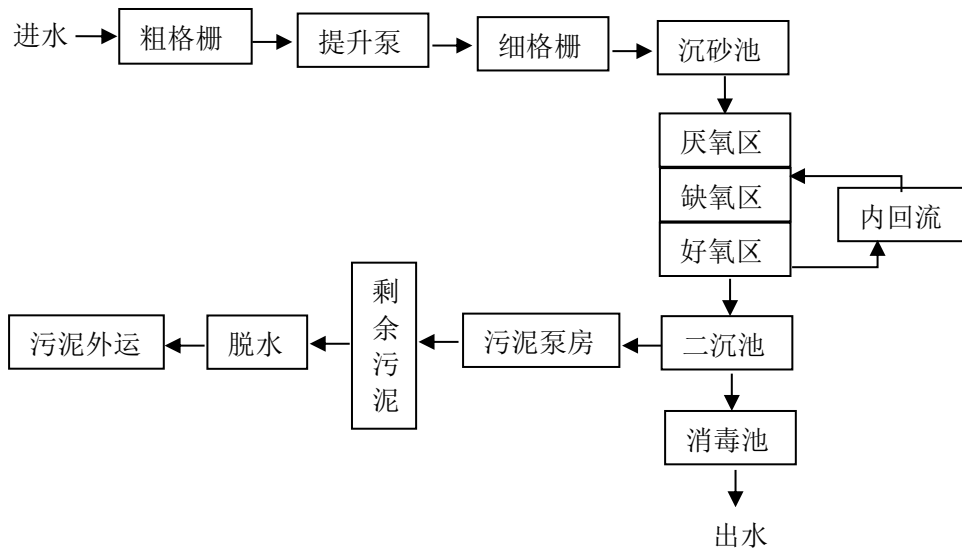 进水
粗格栅
提升泵
细格栅
沉砂池
厌氧区
缺氧区
内回流
好氧区
二沉池
污泥泵房
剩
余
污
泥
脱水
污泥外运
消毒池
出水